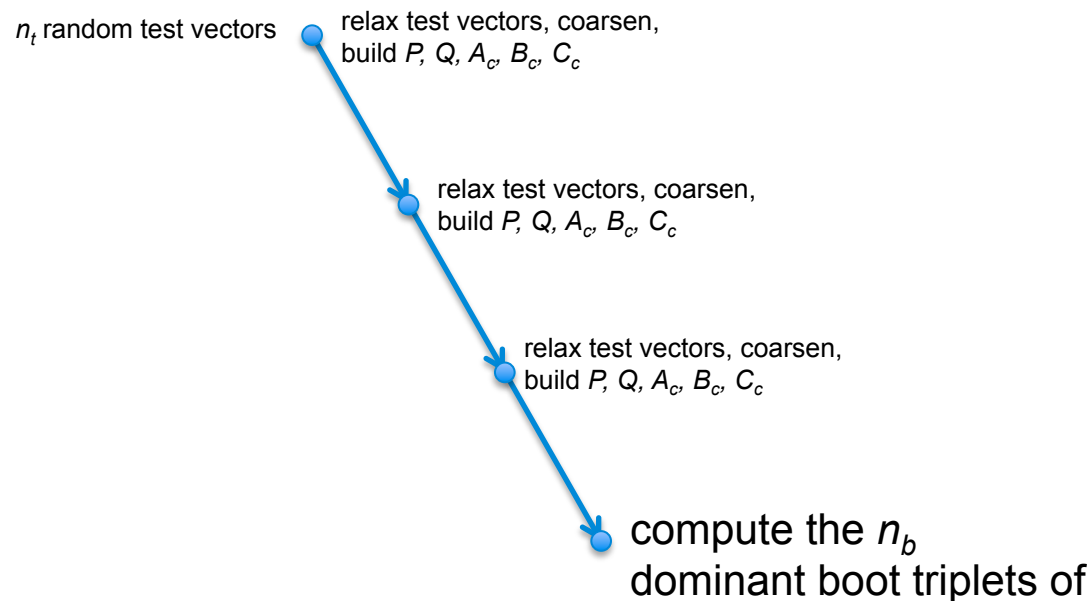 n_t random test vectors
relax test vectors, coarsen,
build P, Q, A_c, B_c, C_c
relax test vectors, coarsen,
build P, Q, A_c, B_c, C_c
relax test vectors, coarsen,
build P, Q, A_c, B_c, C_c
compute the n_b
dominant boot triplets of